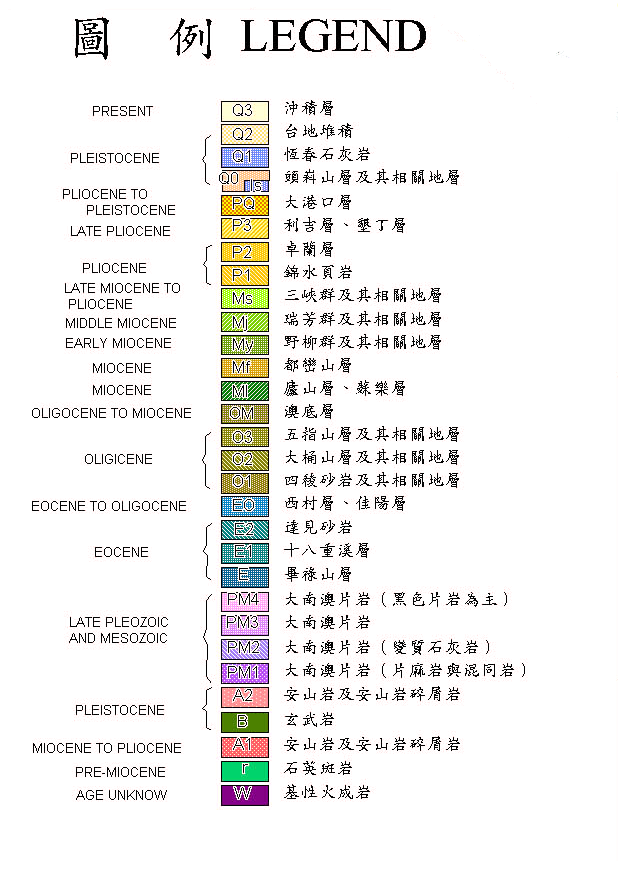 圖 例 LEGEND
PRESENT Q3 沖積層
Q2 台地堆積
PLEISTOCENE Q1 恆春石灰岩
Q0 ls 頭嵙山層及其相關地層
PLIOCENE TO PLEISTOCENE PQ 大港口層
LATE PLIOCENE P3 利吉層、墾丁層
PLIOCENE P2 卓蘭層
P1 錦水頁岩
LATE MIOCENE TO PLIOCENE Ms 三峽群及其相關地層
MIDDLE MIOCENE Mj 瑞芳群及其相關地層
EARLY MIOCENE My 野柳群及其相關地層
MIOCENE Mf 都巒山層
MIOCENE Ml 廬山層、蘇樂層
OLIGOCENE TO MIOCENE OM 澳底層
O3 五指山層及其相關地層
OLIGICENE O2 大桶山層及其相關地層
O1 四稜砂岩及其相關地層
EOCENE TO OLIGOCENE EO 西村層、佳陽層
E2 達見砂岩
EOCENE E1 十八重溪層
E 畢祿山層
PM4 大南澳片岩（黑色片岩為主）
LATE PLEOZOIC AND MESOZOIC PM3 大南澳片岩
PM2 大南澳片岩（變質石灰岩）
PM1 大南澳片岩（片麻岩與混同岩）
PLEISTOCENE A2 安山岩及安山岩碎屑岩
B 玄武岩
MIOCENE TO PLIOCENE A1 安山岩及安山岩碎屑岩
PRE-MIOCENE r 石英斑岩
AGE UNKNOW W 基性火成岩